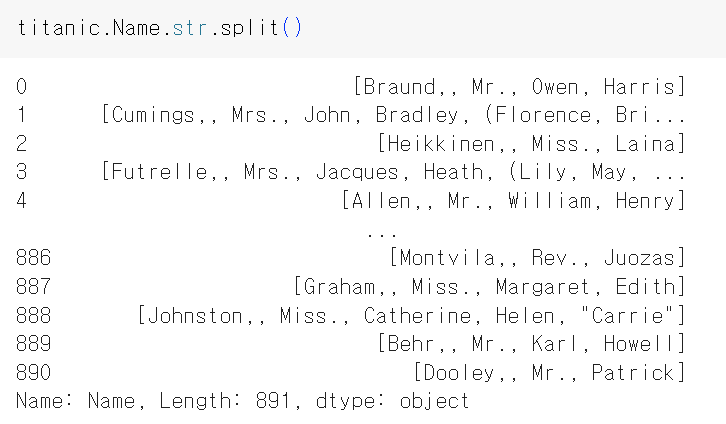 titanic.Name.str.split()
0 [Braund,, Mr., Owen, Harris]
1 [Cumings,, Mrs., John, Bradley, (Florence, Bri...
2 [Heikkinen,, Miss., Laina]
3 [Futrelle,, Mrs., Jacques, Heath, (Lily, May, ...
4 [Allen,, Mr., William, Henry]
...
886 [Montvila,, Rev., Juozas]
887 [Graham,, Miss., Margaret, Edith]
888 [Johnston,, Miss., Catherine, Helen, "Carrie"]
889 [Behr,, Mr., Karl, Howell]
890 [Dooley,, Mr., Patrick]
Name: Name, Length: 891, dtype: object